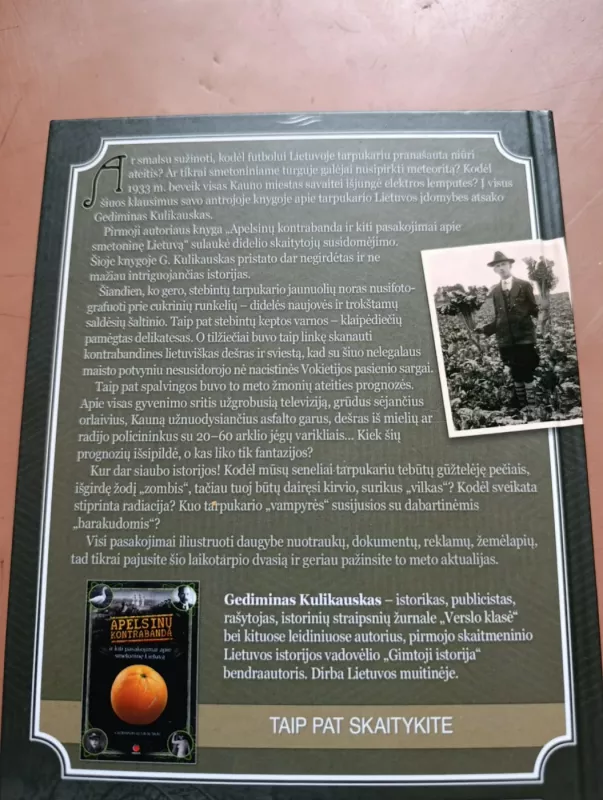 Ar smalsu sužinoti, kodėl futbolui Lietuvoje tarpukariu pranašauta niūri
ateitis? Ar tikrai smetoniniame turguje galėjai nusipirkti meteoritą? Kodėl
1933 m. beveik visas Kauno miestas savaitei išjungė elektros lemputes? Į visus
šiuos klausimus savo antrojoje knygoje apie tarpukario Lietuvos įdomybes atsako
Gediminas Kulikauskas.
Pirmoji autoriaus knyga „Apelsinų kontrabanda ir kiti pasakojimai apie
smetoninę Lietuvą“ sulaukė didelio skaitytojų susidomėjimo.
Šioje knygoje G. Kulikauskas pristato dar negirdėtas ir ne
mažiau intriguojančias istorijas.
Šiandien, ko gero, stebintų tarpukario jaunuolių noras nusifoto-
grafuoti prie cukrinių runkelių – didelės naujovės ir trokštamų
saldėsių šaltinio. Taip pat stebintų keptos varnos – klaipėdiečių
pamėgtas delikatesas. O tilžiečiai buvo taip linkę skanauti
kontrabandines lietuviškas dešras ir sviestą, kad su šiuo nelegalaus
maisto potvyniu nesusidorojo nė nacistinės Vokietijos pasienio sargai.
Taip pat spalvingos buvo to meto žmonių ateities prognozės.
Apie visas gyvenimo sritis užgrobusią televiziją, grūdus sėjančius
orlaivius, Kauną užnuodysiančius asfalto garus, dešras iš mielių ar
radijo policininkus su 20–60 arklio jėgų varikliais... Kiek šių
prognozių išsipildė, o kas liko tik fantazijos?
Kur dar siaubo istorijos! Kodėl mūsų seneliai tarpukariu tebūtų gūžtelėję pečiais,
išgirdę žodį „zombis“, tačiau tuoj būtų dairęsi kirvio, surikus „vilkas“? Kodėl sveikata
stiprinta radiacija? Kuo tarpukario „vampyrės“ susijusios su dabartinėmis
„barakudomis“?
Visi pasakojimai iliustruoti daugybe nuotraukų, dokumentų, reklamų, žemėlapių,
tad tikrai pajusite šio laikotarpio dvasią ir geriau pažinsite to meto aktualijas.
APELSINŲ
KONTRABANDA
ir kiti pasakojimai apie
smetoninę Lietuvą
Gediminas Kulikauskas – istorikas, publicistas,
rašytojas, istorinių straipsnių žurnale „Verslo klasė“
bei kituose leidiniuose autorius, pirmojo skaitmeninio
Lietuvos istorijos vadovėlio „Gimtoji istorija“
bendraautoris. Dirba Lietuvos muitinėje.
TAIP PAT SKAITYKITE